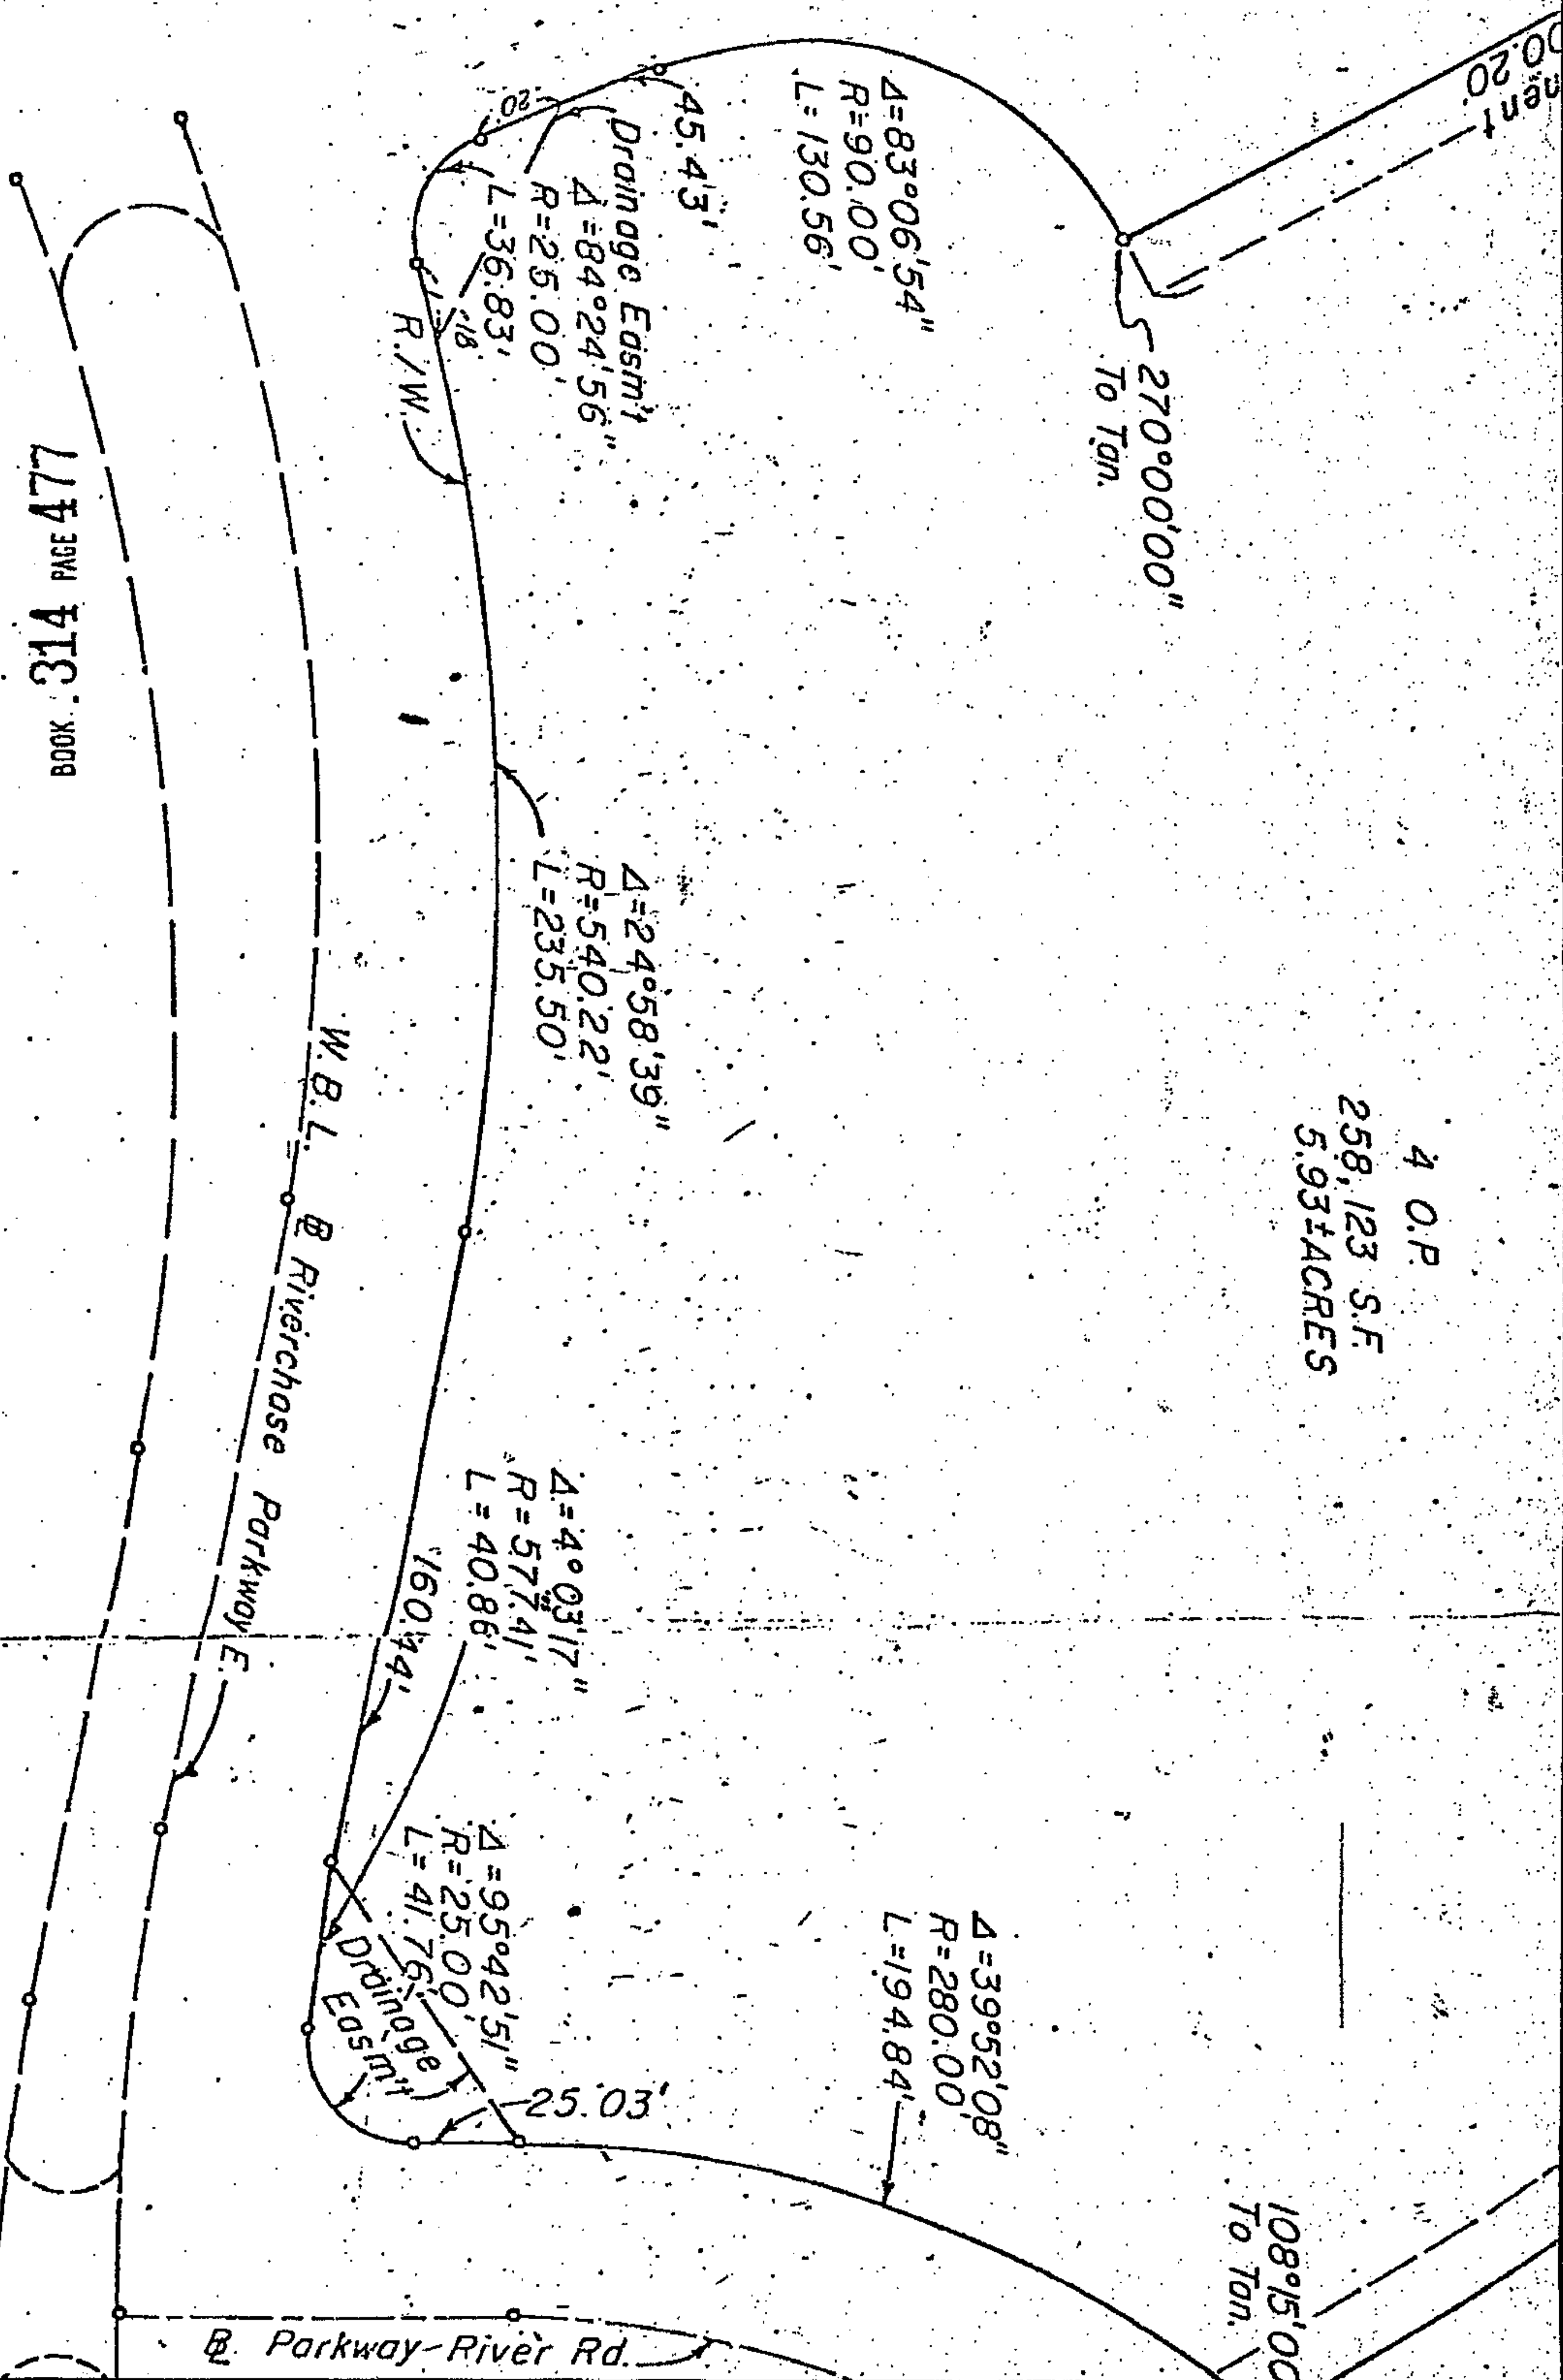 270°00'00"
To Tan.
Δ=83°06'54"
R=90.00'
L=130.56'
45.43'
20'
Drainage Easm't
Δ=84°24'56"
R=25.00'
L=36.83'
18'
R./W.
4 O.P.
258,123 S.F.
5.93±ACRES
Δ=24°58'39"
R=540.22'
L=235.50'
W.B.L. ⅊ Riverchase Parkway E.
Δ=4°03'17"
R=577.41'
L=40.86'
160.44'
Δ=95°42'51"
R=25.00'
L=41.76'
Drainage
Easm't
25.03'
Δ=39°52'08"
R=280.00'
L=194.84'
108°15'00
To Tan.
Parkway-River Rd.
BOOK 314 PAGE 477